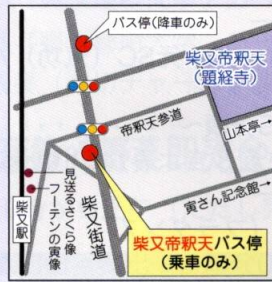 バス停(降車のみ)
柴又帝釈天
(題経寺)
帝釈天参道
山本亭→
寅さん記念館→
見送るさくら像
フーテンの寅像
柴又駅
柴又街道
柴又帝釈天バス停
(乗車のみ)